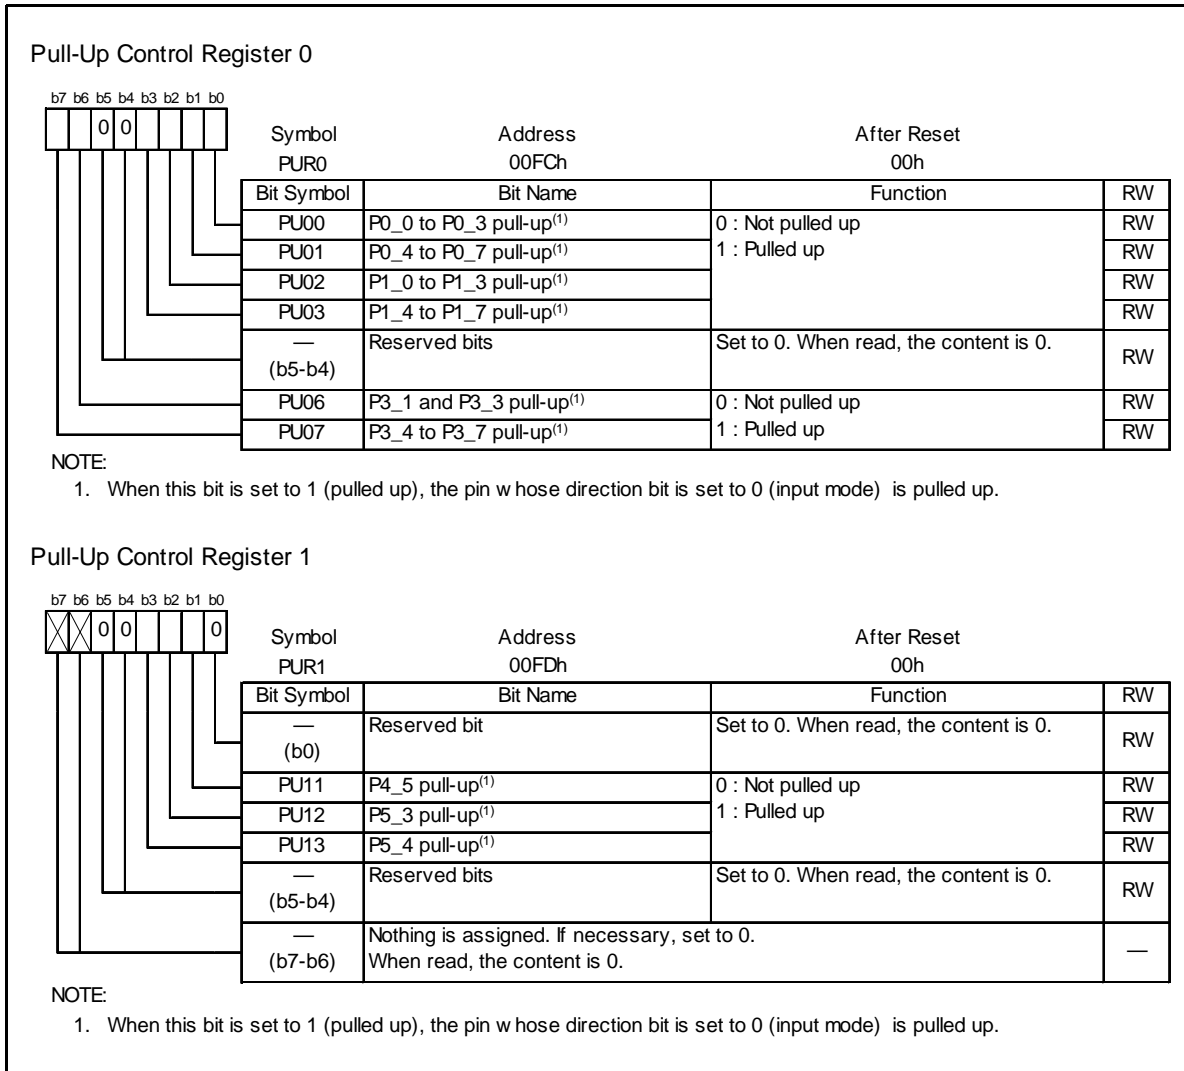 Pull-Up Control Register 0
b7 b6 b5 b4 b3 b2 b1 b0
0 0
Symbol Address After Reset
PUR0 00FCh 00h
Bit Symbol Bit Name Function RW
PU00 P0_0 to P0_3 pull-up(1) 0 : Not pulled up RW
PU01 P0_4 to P0_7 pull-up(1) 1 : Pulled up RW
PU02 P1_0 to P1_3 pull-up(1) RW
PU03 P1_4 to P1_7 pull-up(1) RW
— Reserved bits Set to 0. When read, the content is 0. RW
(b5-b4)
PU06 P3_1 and P3_3 pull-up(1) 0 : Not pulled up RW
PU07 P3_4 to P3_7 pull-up(1) 1 : Pulled up RW
NOTE:
1. When this bit is set to 1 (pulled up), the pin w hose direction bit is set to 0 (input mode) is pulled up.
Pull-Up Control Register 1
b7 b6 b5 b4 b3 b2 b1 b0
0 0 0
Symbol Address After Reset
PUR1 00FDh 00h
Bit Symbol Bit Name Function RW
— Reserved bit Set to 0. When read, the content is 0. RW
(b0)
PU11 P4_5 pull-up(1) 0 : Not pulled up RW
PU12 P5_3 pull-up(1) 1 : Pulled up RW
PU13 P5_4 pull-up(1) RW
— Reserved bits Set to 0. When read, the content is 0. RW
(b5-b4)
— Nothing is assigned. If necessary, set to 0. —
(b7-b6) When read, the content is 0.
NOTE:
1. When this bit is set to 1 (pulled up), the pin w hose direction bit is set to 0 (input mode) is pulled up.